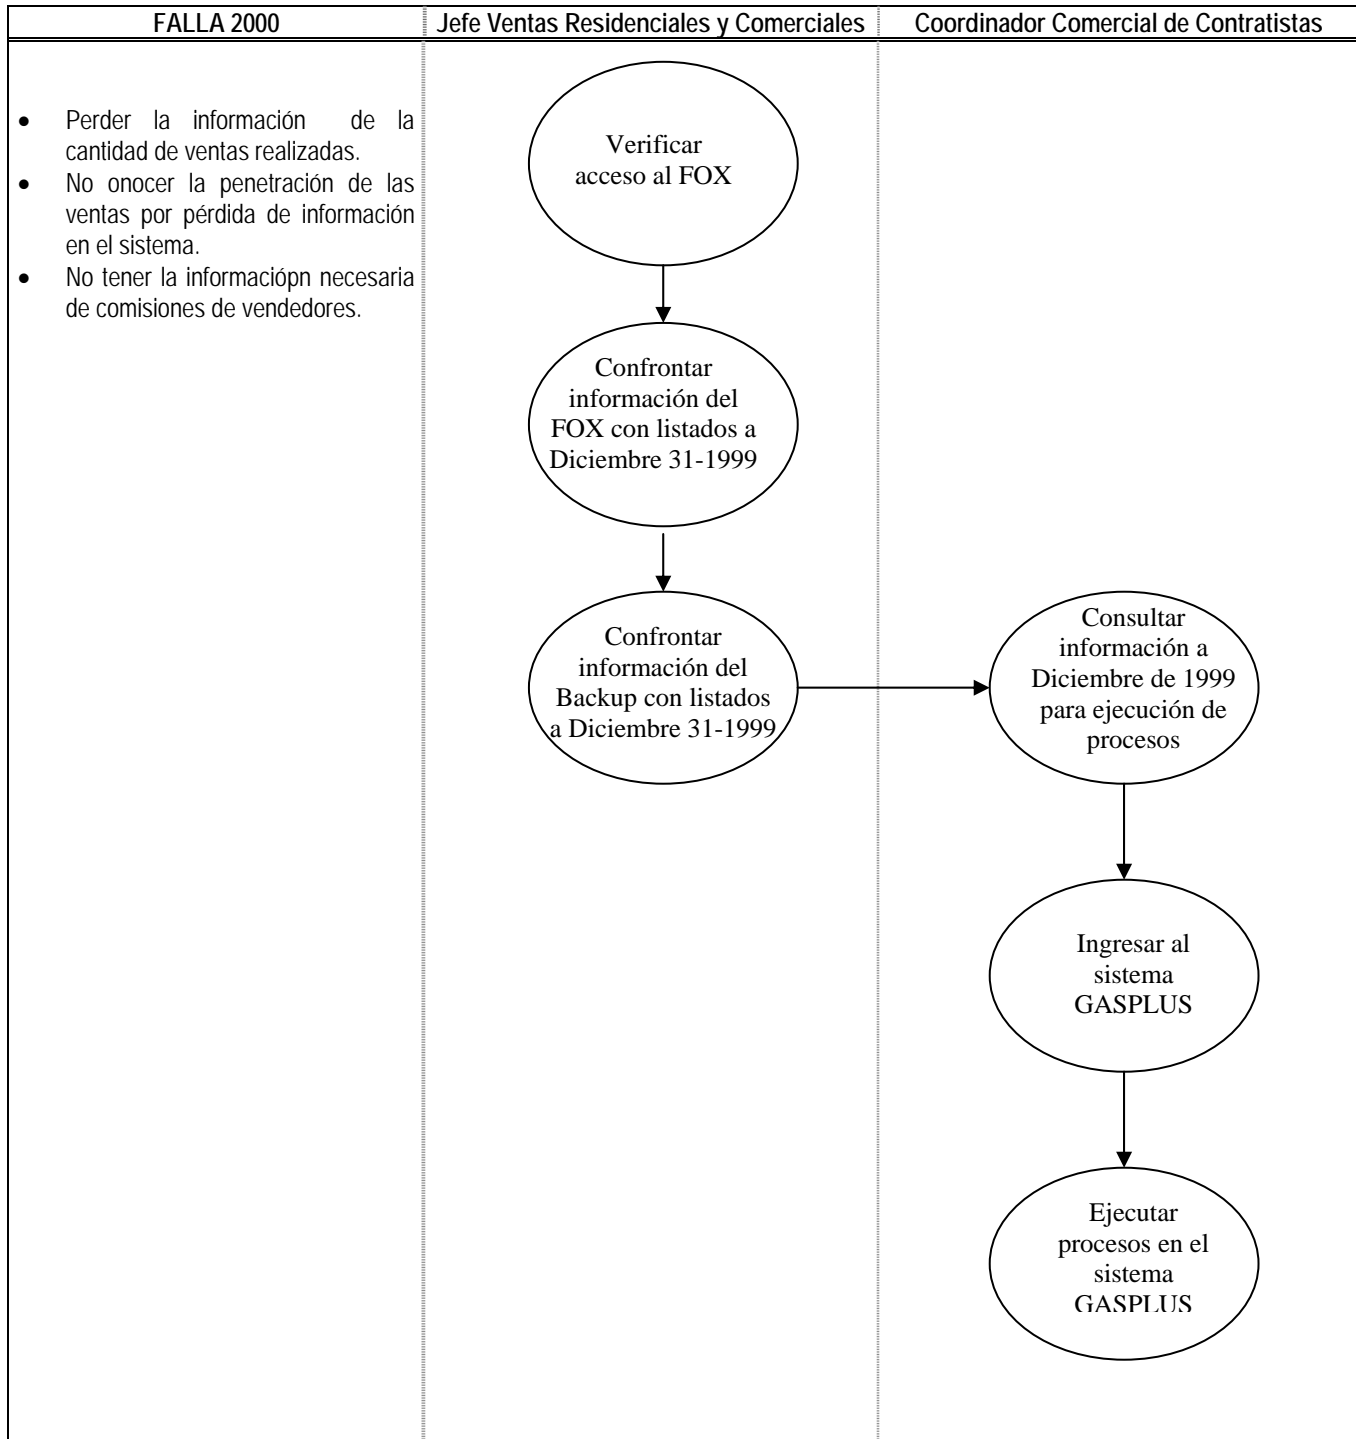 FALLA 2000
Jefe Ventas Residenciales y Comerciales
Coordinador Comercial de Contratistas
• Perder la información de la
cantidad de ventas realizadas.
• No onocer la penetración de las
ventas por pérdida de información
en el sistema.
• No tener la informaciópn necesaria
de comisiones de vendedores.
Verificar
acceso al FOX
Confrontar
información del
FOX con listados a
Diciembre 31-1999
Confrontar
información del
Backup con listados
a Diciembre 31-1999
Consultar
información a
Diciembre de 1999
para ejecución de
procesos
Ingresar al
sistema
GASPLUS
Ejecutar
procesos en el
sistema
GASPLUS